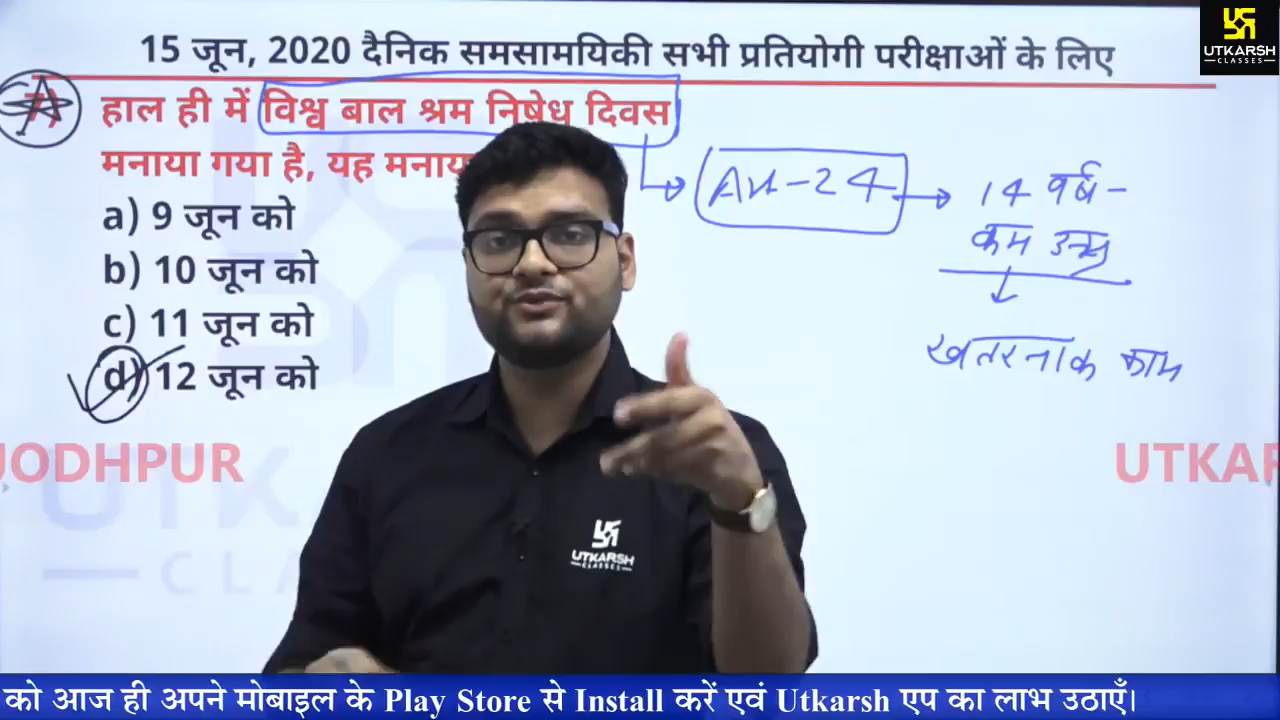 15 जून, 2020 दैनिक समसामयिकी सभी प्रतियोगी परीक्षाओं के लिए
UTKARSH
CLASSES
हाल ही में विश्व बाल श्रम निषेध दिवस
मनाया गया है, यह
a) 9 जून को
b) 10 जून को
c) 11 जून को
d) 12 जून को
Art-24
14 वर्ष -
कम उम्र
खतरनाक काम
JODHPUR
UTKAR
UTKARSH
CLASSES
को आज ही अपने मोबाइल के Play Store से Install करें एवं Utkarsh एप का लाभ उठाएँ।